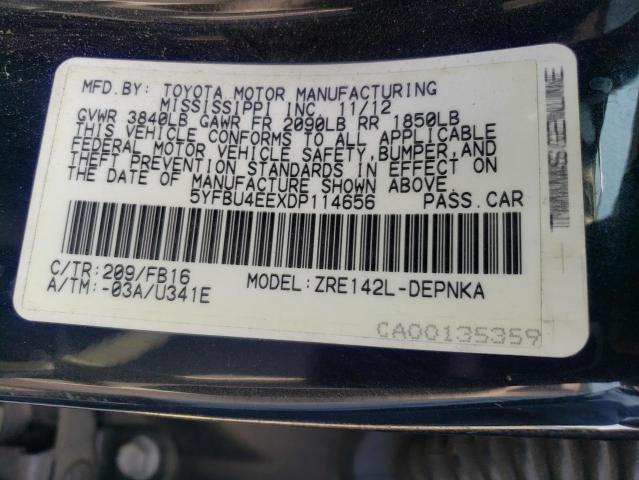 MFD.BY: TOYOTA MOTOR MANUFACTURING
MISSISSIPPI INC 11/12
GVWR 3840LB GAWR FR 2090LB RR 1850LB
THIS VEHICLE CONFORMS TO ALL APPLICABLE
FEDERAL MOTOR VEHICLE SAFETY,BUMPER,AND
THEFT PREVENTION STANDARDS IN EFFECT ON
THE DATE OF MANUFACTURE SHOWN ABOVE.
5YFBU4EEXDP114656 PASS.CAR
C/TR:209/FB16 MODEL:ZRE142L-DEPNKA
A/TM:-03A/U341E
CA00135359
GENUINE